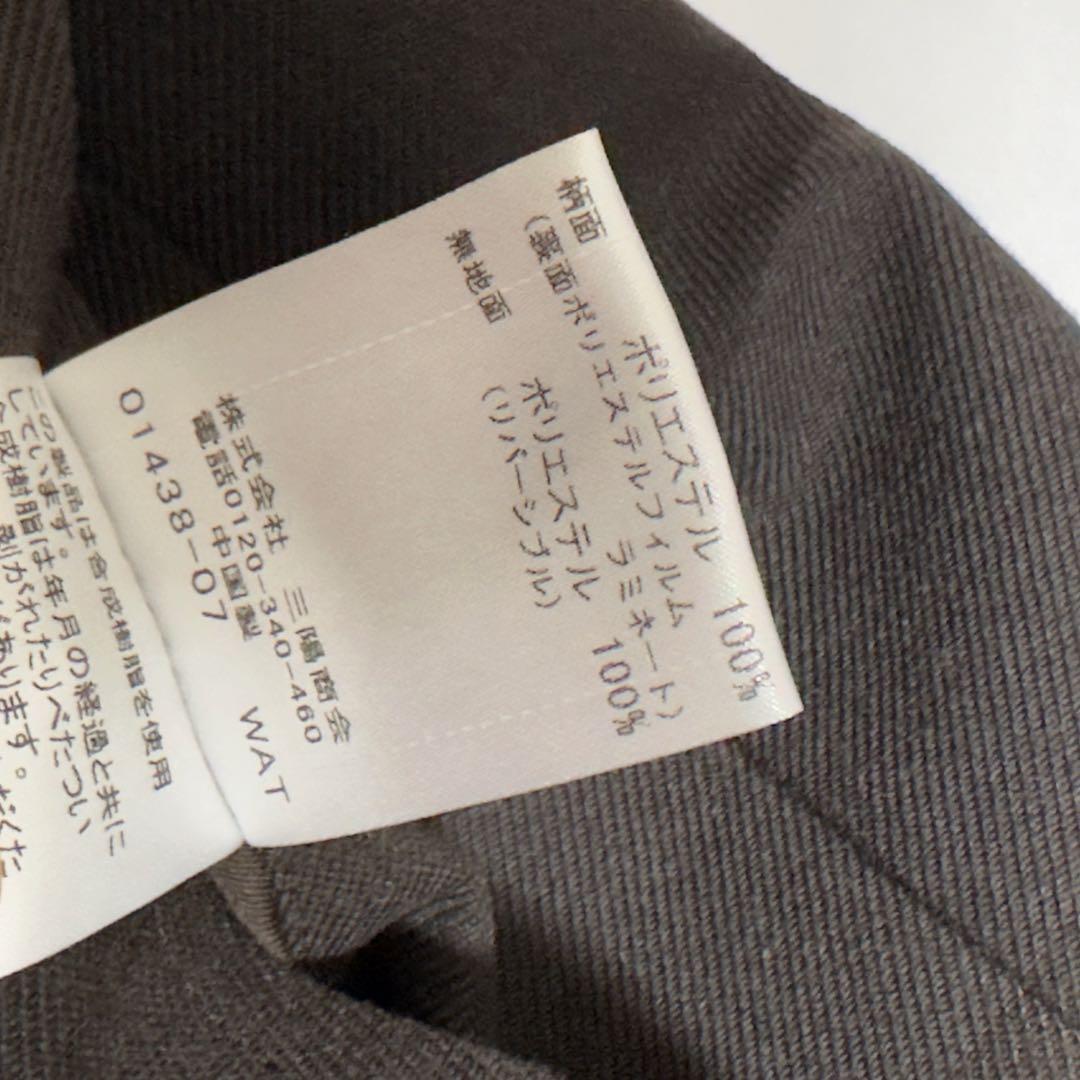 柄面
ポリエステル 100%
(裏面ポリエステルフィルム
ラミネート)
無地面
ポリエステル 100%
(リバーシブル)
株式会社 三陽商会
電話0120-340-460
中国製
01438-07 WAT
この製品は合成樹脂を使用
しています。
合成樹脂は年月の経過と共に
剥がれたりべたつい
があります。